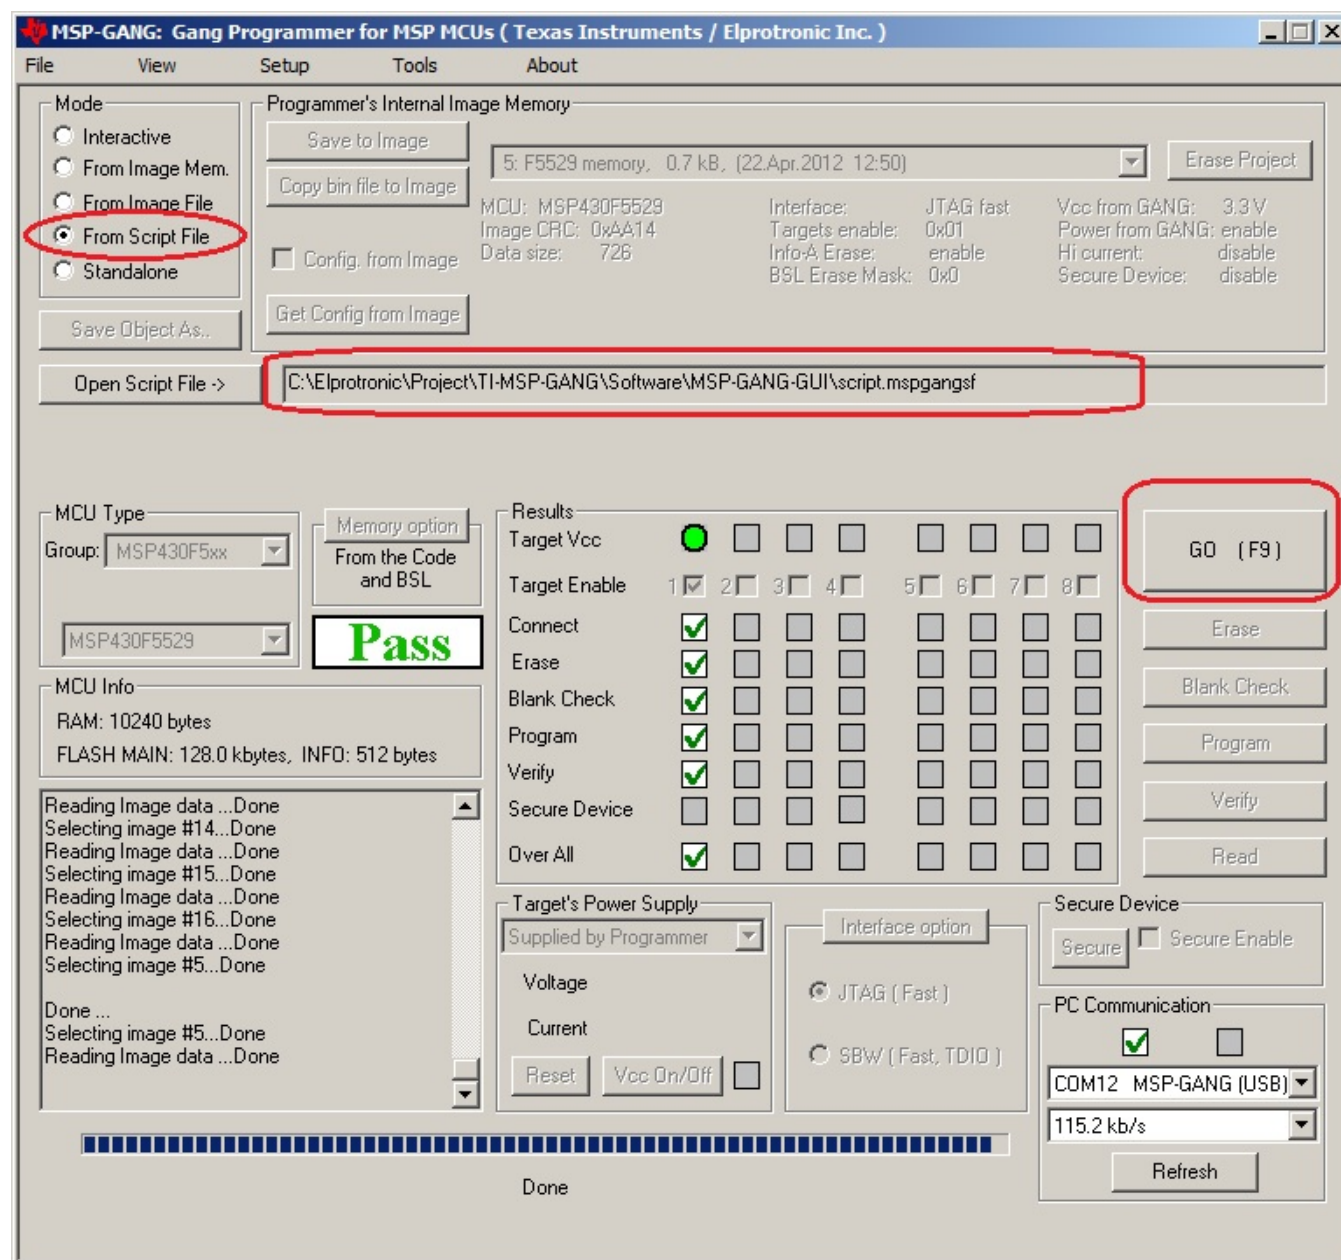 MSP-GANG: Gang Programmer for MSP MCUs ( Texas Instruments / Elprotronic Inc. )
File View Setup Tools About
Mode
Interactive
From Image Mem.
From Image File
From Script File
Standalone
Save Object As..
Programmer's Internal Image Memory
Save to Image
Copy bin file to Image
Config. from Image
Get Config from Image
5: F5529 memory, 0.7 kB, (22.Apr.2012 12:50)
Erase Project
MCU: MSP430F5529
Image CRC: 0xAA14
Data size: 726
Interface: JTAG fast
Targets enable: 0x01
Info-A Erase: enable
BSL Erase Mask: 0x0
Vcc from GANG: 3.3 V
Power from GANG: enable
Hi current: disable
Secure Device: disable
Open Script File ->
C:\Elprotronic\Project\TI-MSP-GANG\Software\MSP-GANG-GUI\script.mspgangsf
MCU Type
Group: MSP430F5xx
MSP430F5529
Memory option
From the Code
and BSL
Pass
MCU Info
RAM: 10240 bytes
FLASH MAIN: 128.0 kbytes, INFO: 512 bytes
Reading Image data ...Done
Selecting image #14...Done
Reading Image data ...Done
Selecting image #15...Done
Reading Image data ...Done
Selecting image #16...Done
Reading Image data ...Done
Selecting image #5...Done
Done ...
Selecting image #5...Done
Reading Image data ...Done
Results
Target Vcc
Target Enable 1 2 3 4 5 6 7 8
Connect
Erase
Blank Check
Program
Verify
Secure Device
Over All
GO (F9)
Erase
Blank Check
Program
Verify
Read
Target's Power Supply
Supplied by Programmer
Voltage
Current
Reset Vcc On/Off
Interface option
JTAG ( Fast )
SBW ( Fast, TDIO )
Secure Device
Secure Secure Enable
PC Communication
COM12 MSP-GANG (USB)
115.2 kb/s
Refresh
Done